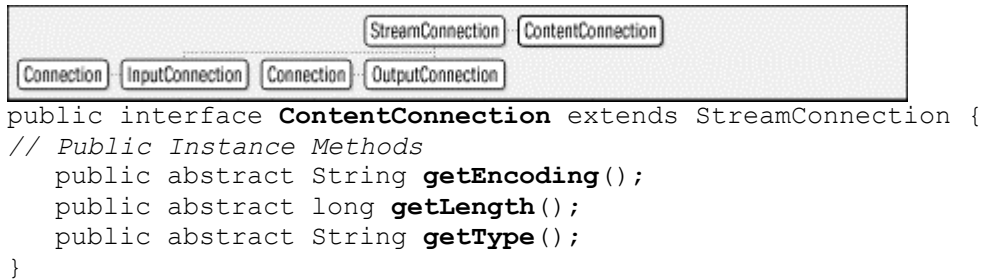 StreamConnection ContentConnection
Connection InputConnection Connection OutputConnection
public interface ContentConnection extends StreamConnection {
// Public Instance Methods
   public abstract String getEncoding();
   public abstract long getLength();
   public abstract String getType();
}